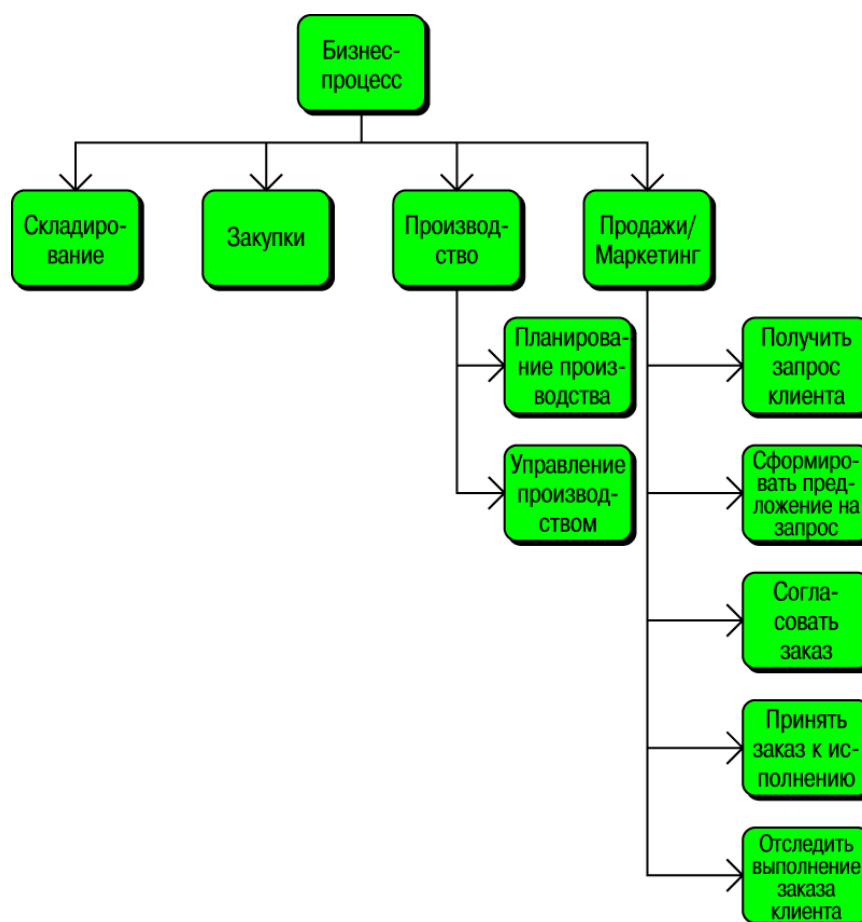 Бизнес-
процесс
Складиро-
вание
Закупки
Производ-
ство
Продажи/
Маркетинг
Планирова-
ние произ-
водства
Управление
производ-
ством
Получить
запрос
клиента
Сформиро-
вать пред-
ложение на
запрос
Согла-
совать
заказ
Принять
заказ к ис-
полнению
Отследить
выполнение
заказа
клиента